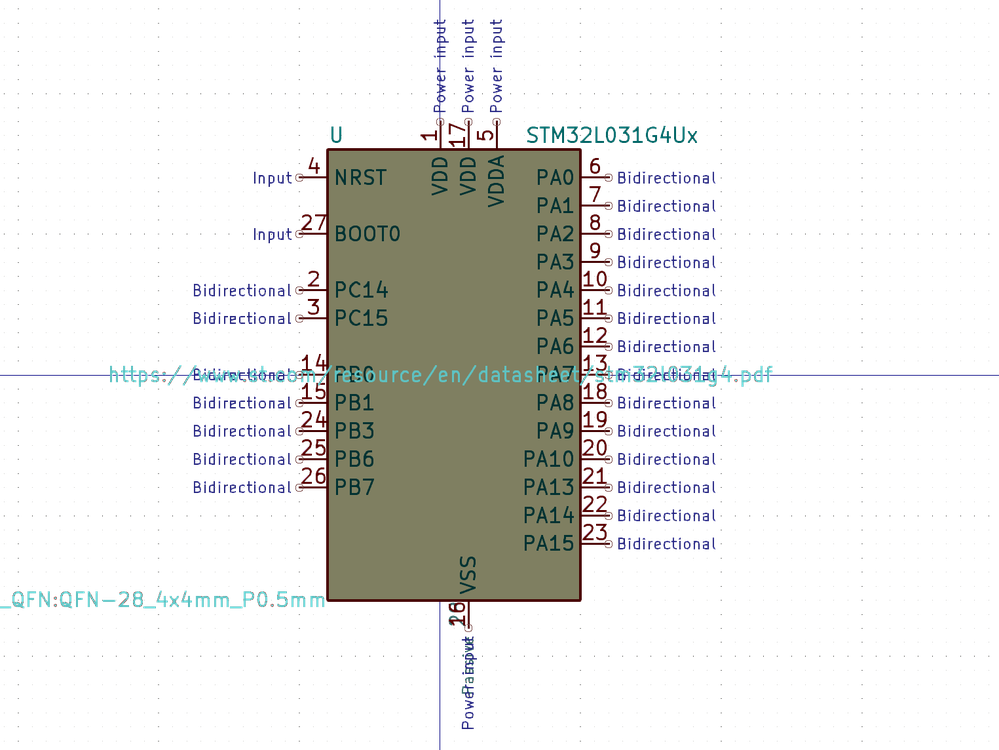 Power input
Power input
Power input
U
1
17
5
STM32L031G4Ux
VDD
VDD
VDDA
Input
4
NRST
PA0
6
Bidirectional
PA1
7
Bidirectional
Input
27
BOOT0
PA2
8
Bidirectional
PA3
9
Bidirectional
Bidirectional
2
PC14
PA4
10
Bidirectional
Bidirectional
3
PC15
PA5
11
Bidirectional
PA6
12
Bidirectional
Bidirectional
14
PB0
https://www.st.com/resource/en/datasheet/stm32l031g4.pdf
PA7
13
Bidirectional
Bidirectional
15
PB1
PA8
18
Bidirectional
Bidirectional
24
PB3
PA9
19
Bidirectional
Bidirectional
25
PB6
PA10
20
Bidirectional
Bidirectional
26
PB7
PA13
21
Bidirectional
PA14
22
Bidirectional
PA15
23
Bidirectional
VSS
_QFN:QFN-28_4x4mm_P0.5mm
16
Power input
Passive